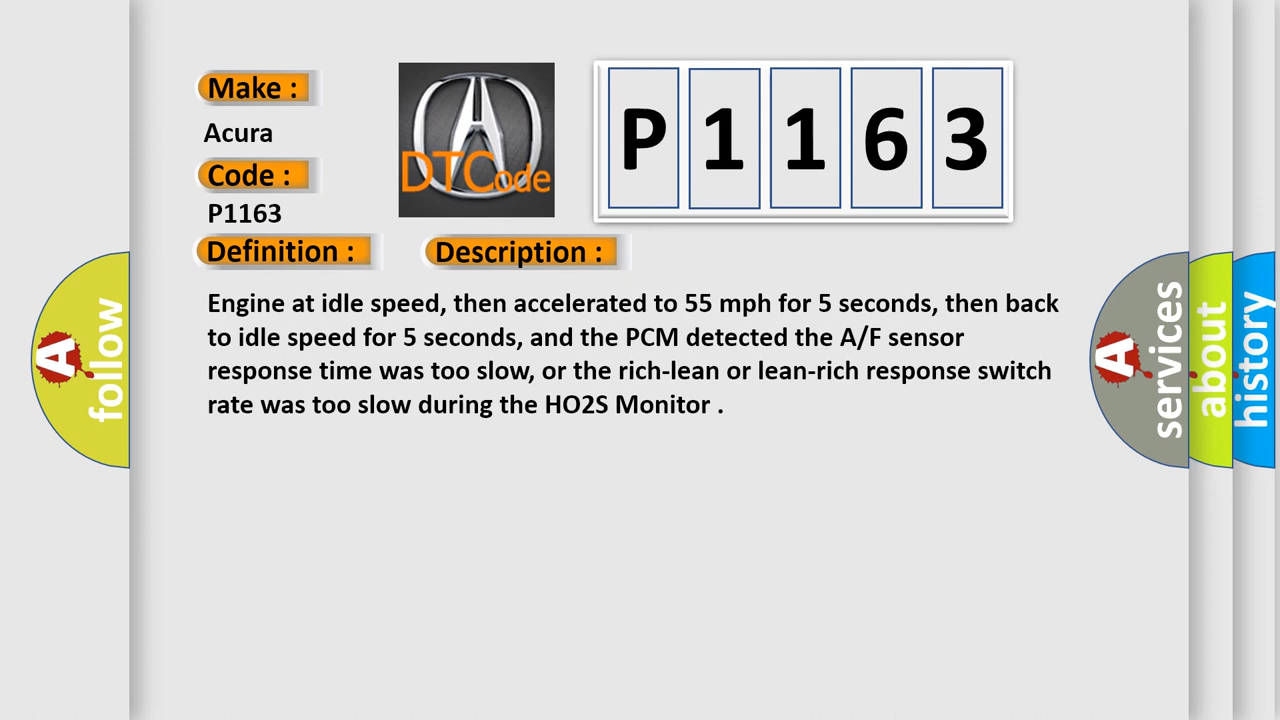 Make :
Acura
Code :
P1163
DTCode
P 1 1 6 3
Definition :
Description :
Engine at idle speed, then accelerated to 55 mph for 5 seconds, then back
to idle speed for 5 seconds, and the PCM detected the A/F sensor
response time was too slow, or the rich-lean or lean-rich response switch
rate was too slow during the HO2S Monitor .
A
follow
A
services
about
history